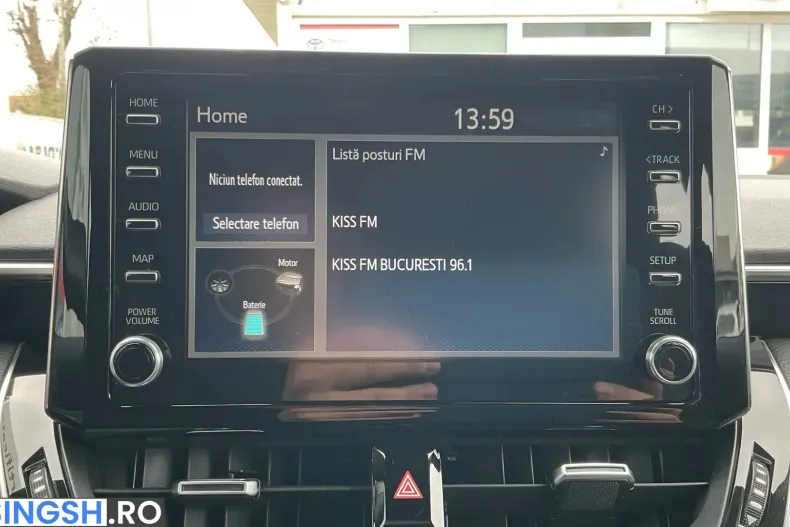 HOME
MENU
AUDIO
MAP
POWER
VOLUME
Home
13:59
Niciun telefon conectat.
Selectare telefon
Motor
Baterie
Listă posturi FM
KISS FM
KISS FM BUCURESTI 96.1
CH >
< TRACK
PHONE
SETUP
TUNE
SCROLL
SINGSH.RO